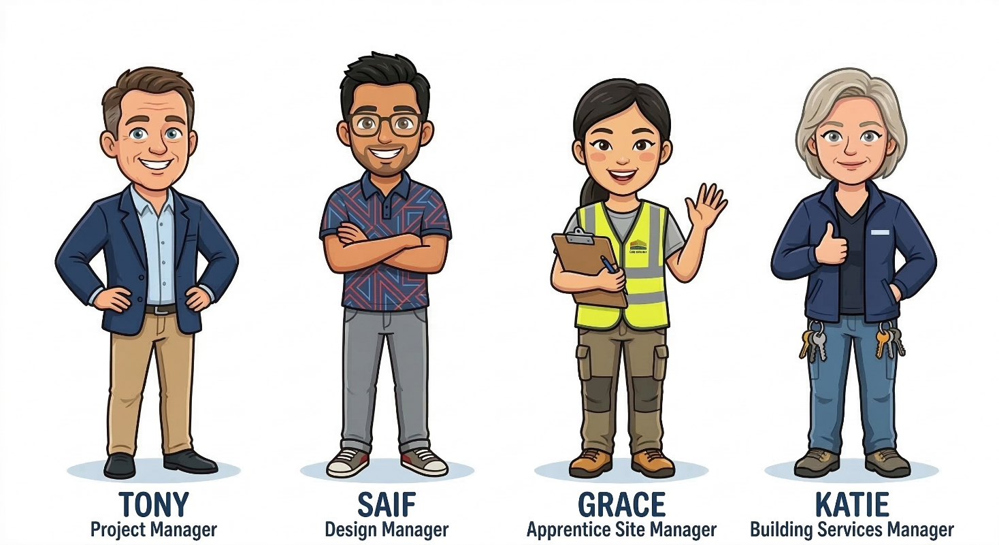 TONY
Project Manager
SAIF
Design Manager
GRACE
Apprentice Site Manager
KATIE
Building Services Manager